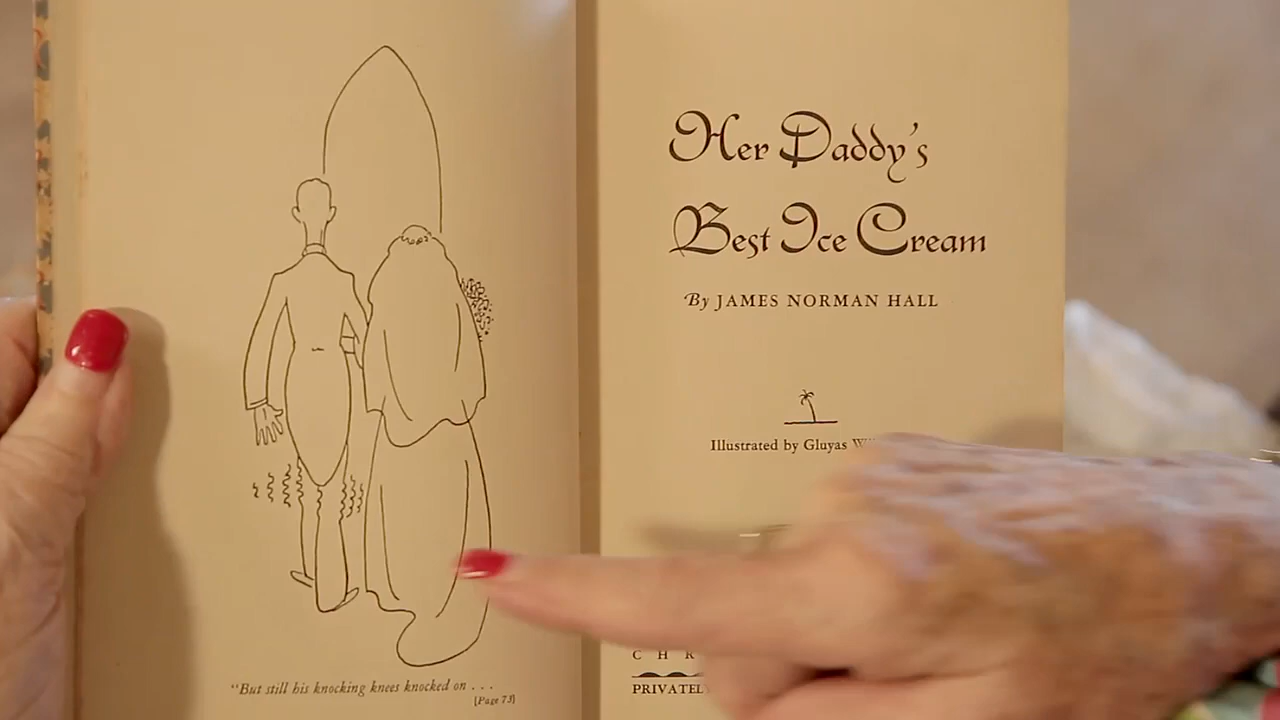 "But still his knocking knees knocked on . . .
[Page 73]
Her Daddy's
Best Ice Cream
By JAMES NORMAN HALL
Illustrated by Gluyas
C H R
PRIVATELY